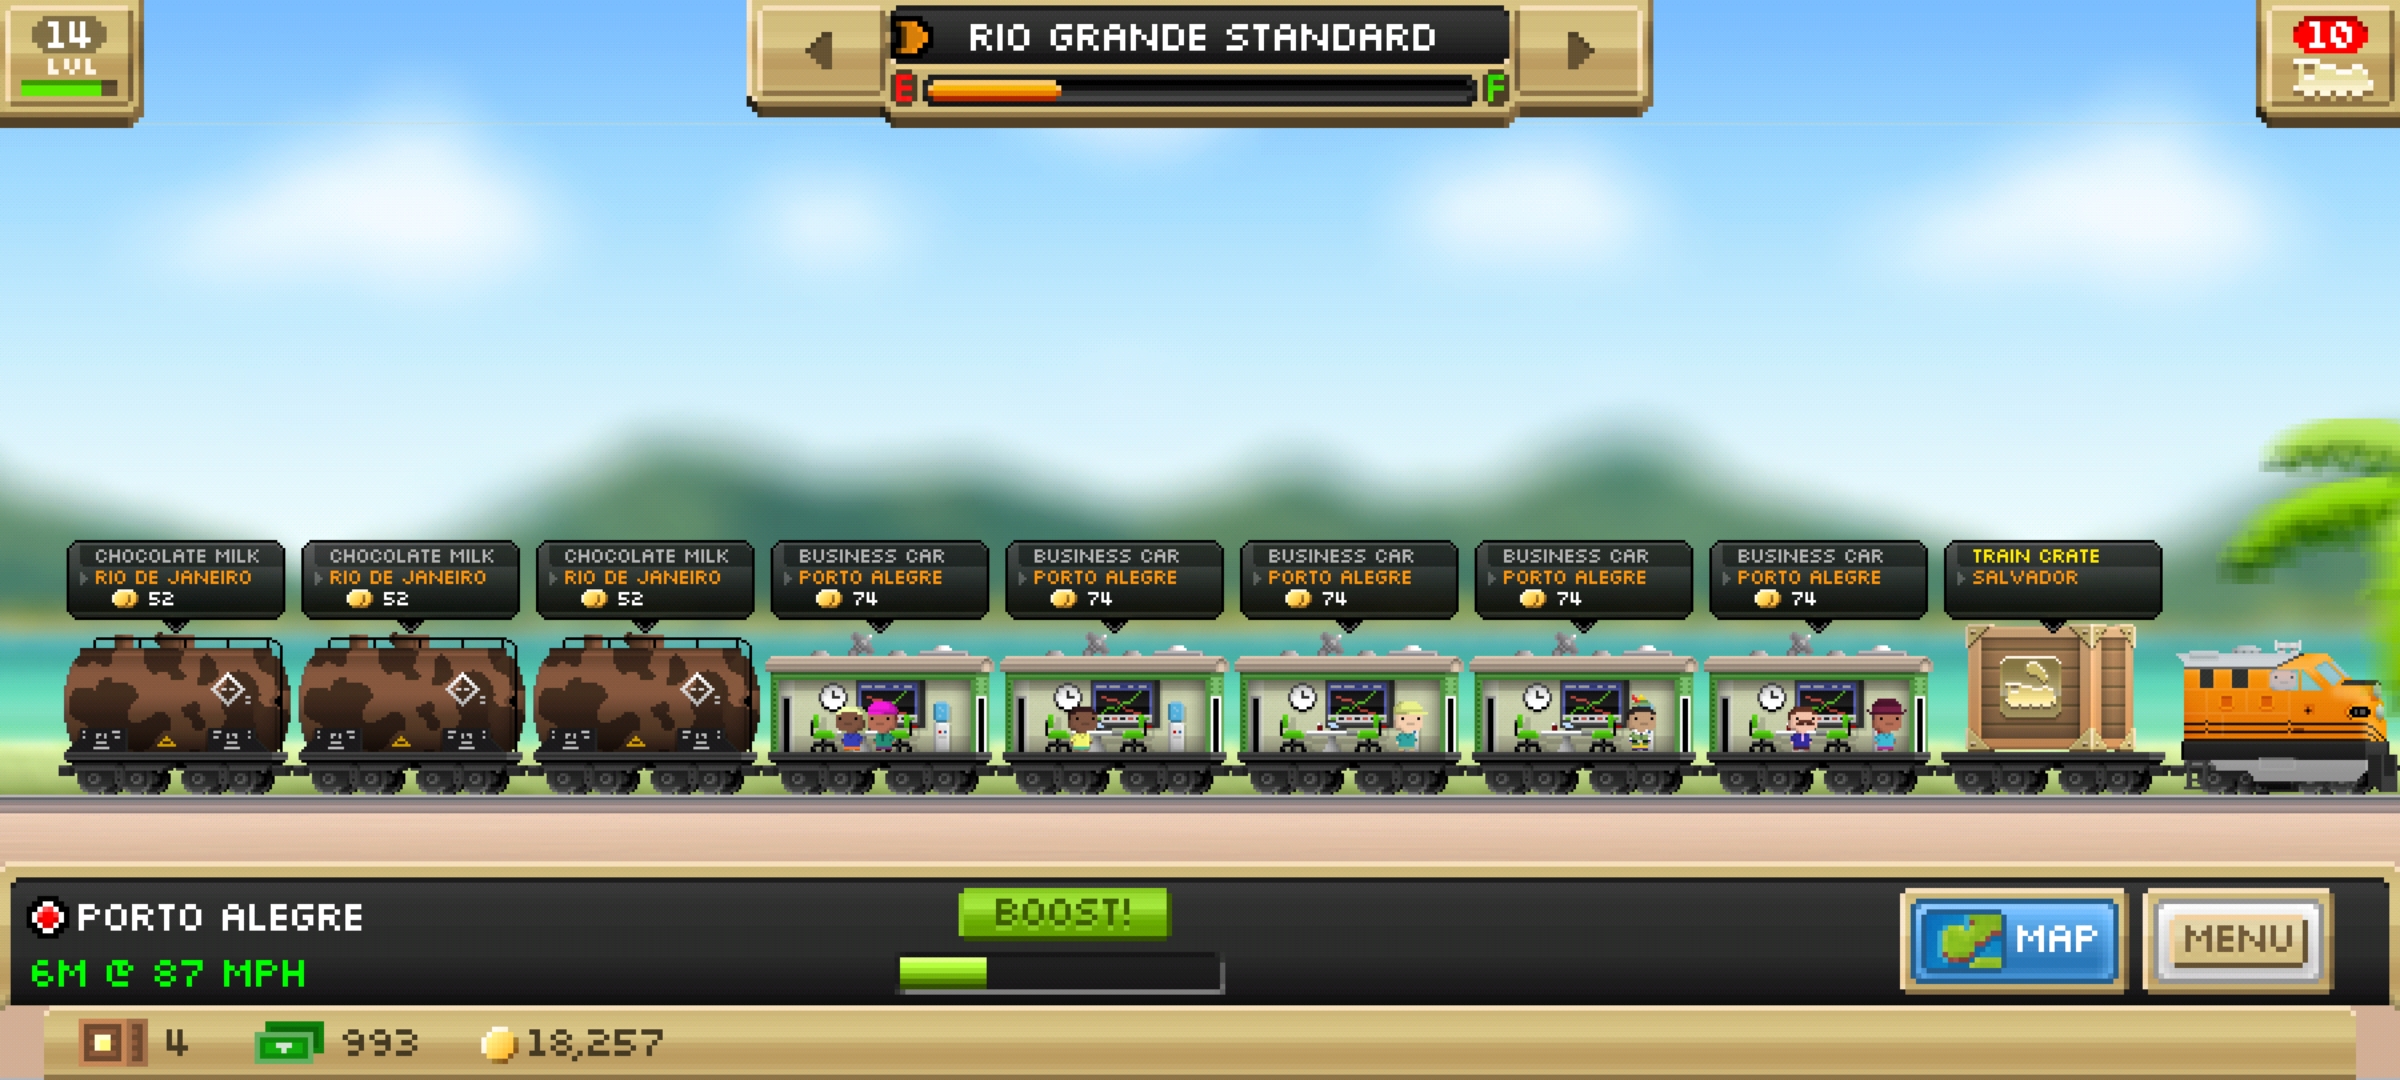 14
LVL
RIO GRANDE STANDARD
E F
10
CHOCOLATE MILK
RIO DE JANEIRO
52
CHOCOLATE MILK
RIO DE JANEIRO
52
CHOCOLATE MILK
RIO DE JANEIRO
52
BUSINESS CAR
PORTO ALEGRE
74
BUSINESS CAR
PORTO ALEGRE
74
BUSINESS CAR
PORTO ALEGRE
74
BUSINESS CAR
PORTO ALEGRE
74
BUSINESS CAR
PORTO ALEGRE
74
TRAIN CRATE
SALVADOR
PORTO ALEGRE
6M @ 87 MPH
BOOST!
MAP
MENU
4
993
18,257